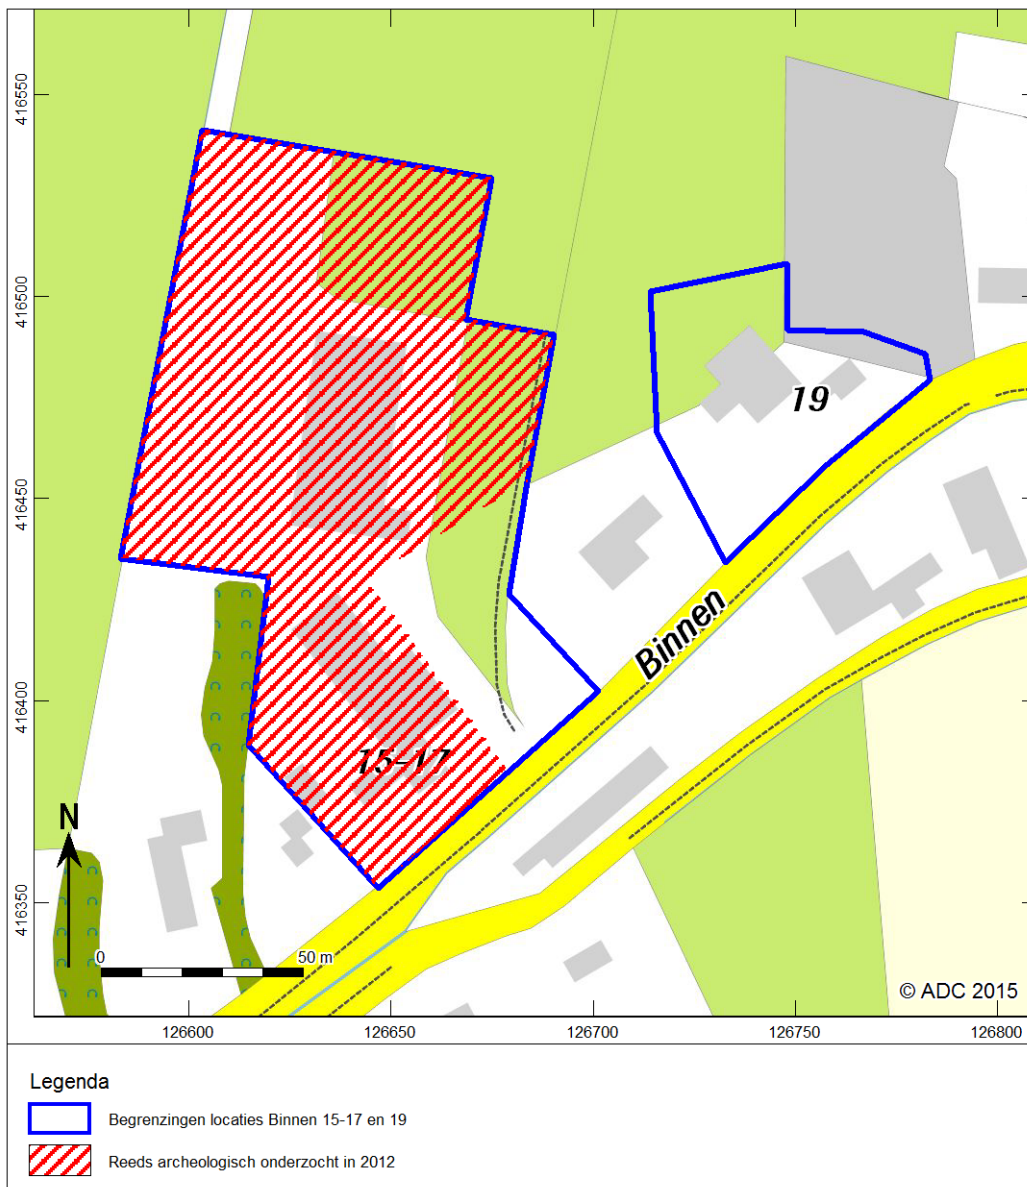 416550
416500
416450
416400
416350
19
Binnen
15-17
N
0 50 m
© ADC 2015
126600 126650 126700 126750 126800
Legenda
Begrenzingen locaties Binnen 15-17 en 19
Reeds archeologisch onderzocht in 2012